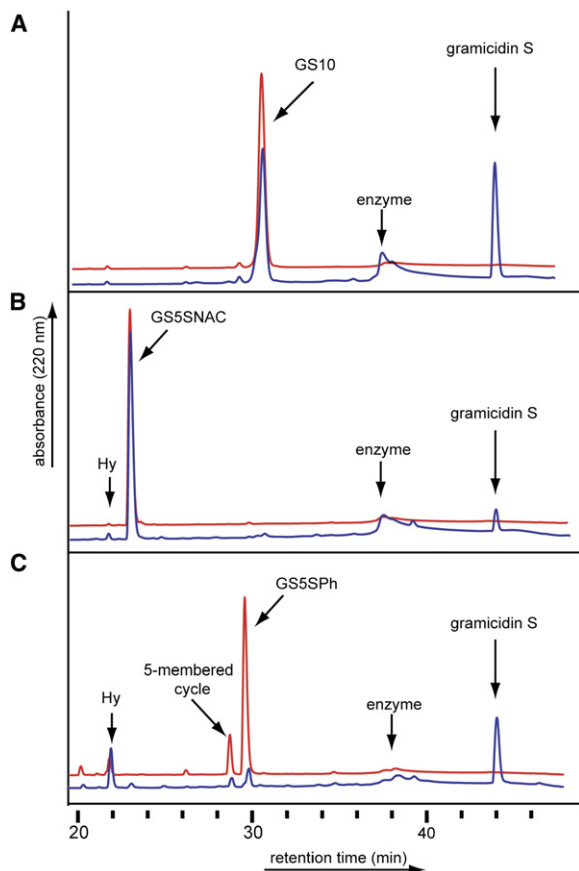 A
GS10
gramicidin S
enzyme
B
GS5SNAC
gramicidin S
enzyme
Hy
absorbance (220 nm)
C
GS5SPh
gramicidin S
5-membered
cycle
Hy
enzyme
20 30 40
retention time (min)